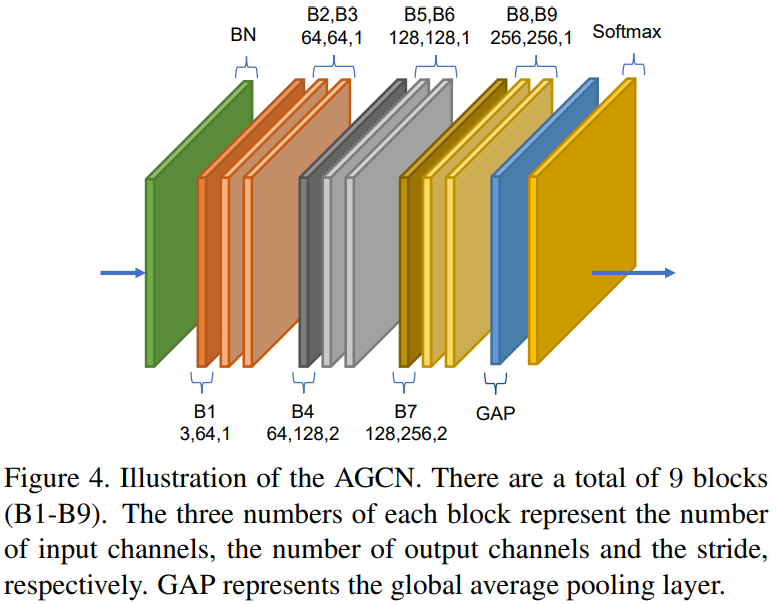 BN
B2,B3
64,64,1
B5,B6
128,128,1
B8,B9
256,256,1
Softmax
B1
3,64,1
B4
64,128,2
B7
128,256,2
GAP
Figure 4. Illustration of the AGCN. There are a total of 9 blocks
(B1-B9). The three numbers of each block represent the number
of input channels, the number of output channels and the stride,
respectively. GAP represents the global average pooling layer.